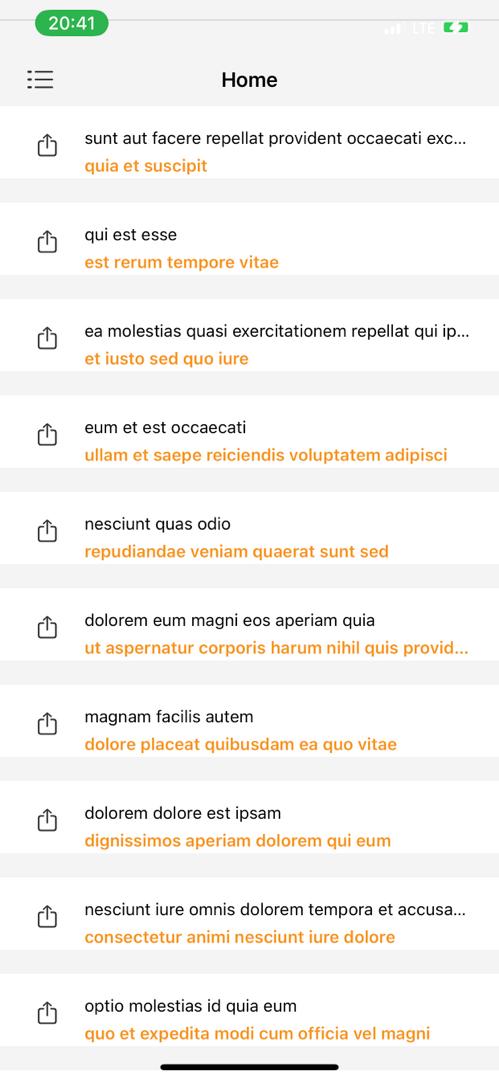 20:41
LTE
Home
sunt aut facere repellat provident occaecati exc...
quia et suscipit
qui est esse
est rerum tempore vitae
ea molestias quasi exercitationem repellat qui ip...
et iusto sed quo iure
eum et est occaecati
ullam et saepe reiciendis voluptatem adipisci
nesciunt quas odio
repudiandae veniam quaerat sunt sed
dolorem eum magni eos aperiam quia
ut aspernatur corporis harum nihil quis provid...
magnam facilis autem
dolore placeat quibusdam ea quo vitae
dolorem dolore est ipsam
dignissimos aperiam dolorem qui eum
nesciunt iure omnis dolorem tempora et accusa...
consectetur animi nesciunt iure dolore
optio molestias id quia eum
quo et expedita modi cum officia vel magni